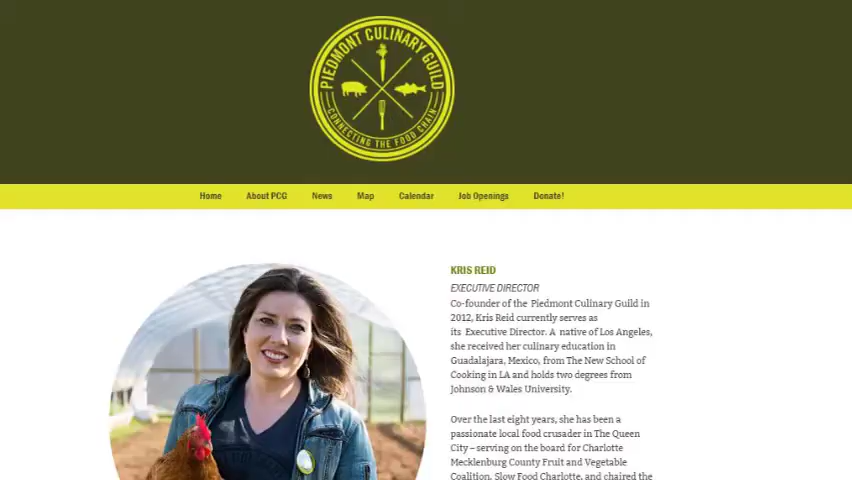 PIEDMONT CULINARY GUILD
CONNECTING THE FOOD CHAIN
Home About PCG News Map Calendar Job Openings Donate!
KRIS REID
EXECUTIVE DIRECTOR
Co-founder of the Piedmont Culinary Guild in
2012, Kris Reid currently serves as
its Executive Director. A native of Los Angeles,
she received her culinary education in
Guadalajara, Mexico, from The New School of
Cooking in LA and holds two degrees from
Johnson & Wales University.
Over the last eight years, she has been a
passionate local food crusader in The Queen
City – serving on the board for Charlotte
Mecklenburg County Fruit and Vegetable
Coalition, Slow Food Charlotte, and chaired the